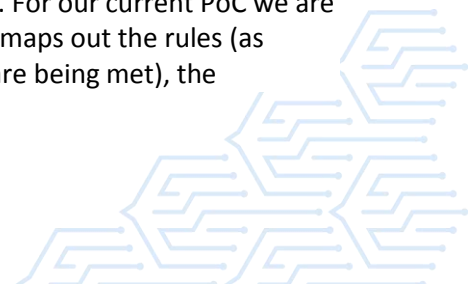 . For our current PoC we are
maps out the rules (as
are being met), the